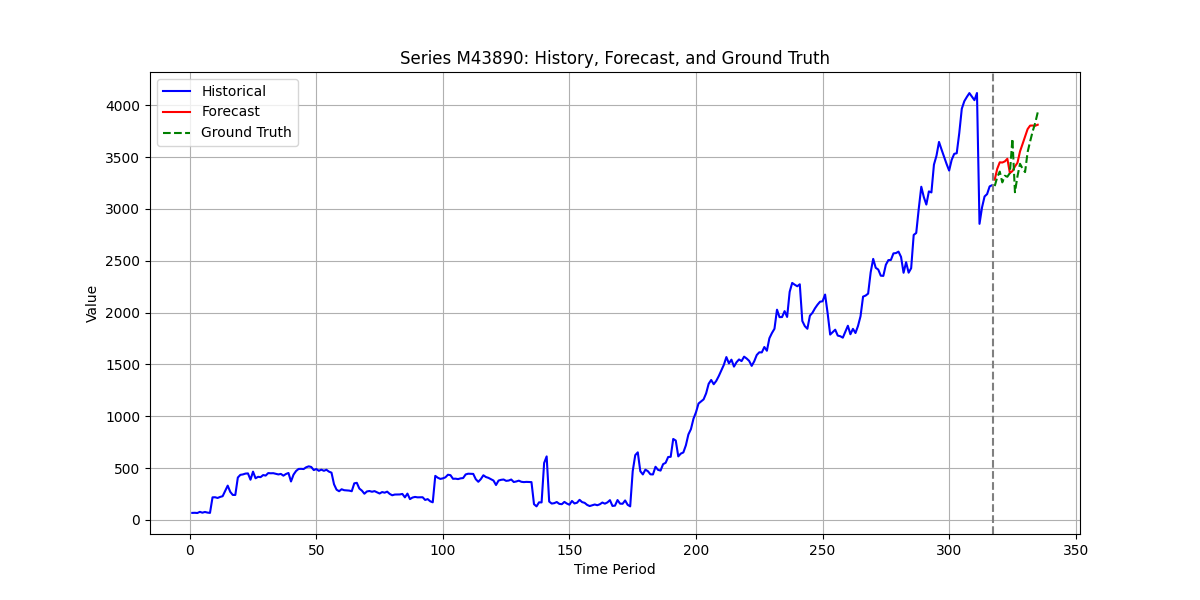 Series M43890: History, Forecast, and Ground Truth
Historical
Forecast
Ground Truth
4000
3500
3000
2500
2000
1500
1000
500
0
Value
0 50 100 150 200 250 300 350
Time Period